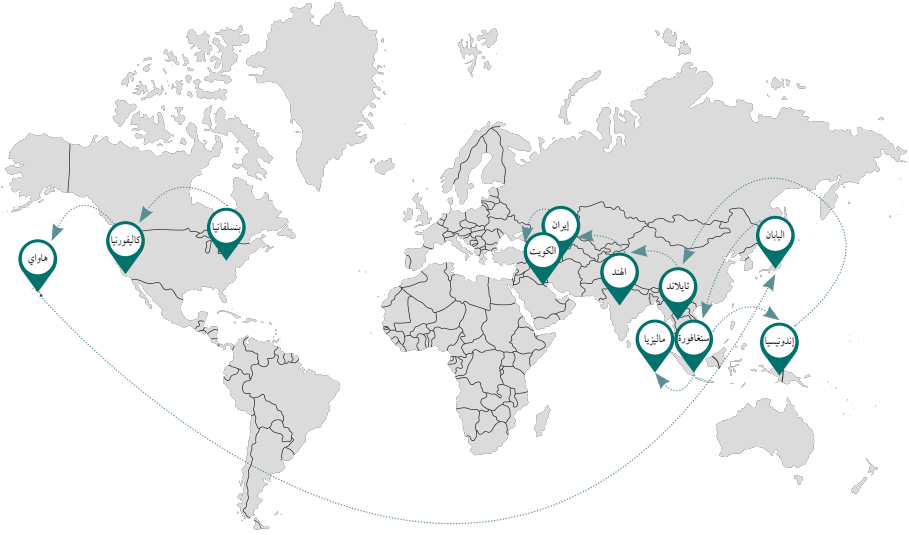 بنسلفانيا
كاليفورنيا
هاواي
اليابان
إيران
الكويت
الهند
تايلاند
ماليزيا
سنغافورة
إندونيسيا